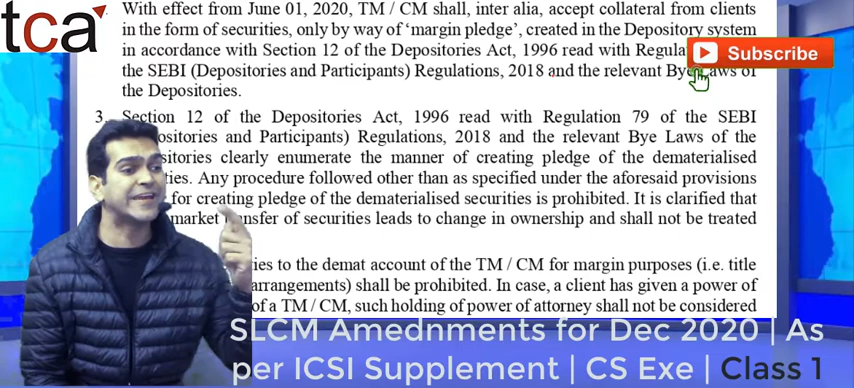 tca
. With effect from June 01, 2020, TM / CM shall, inter alia, accept collateral from clients
in the form of securities, only by way of ‘margin pledge’, created in the Depository system
in accordance with Section 12 of the Depositories Act, 1996 read with
Subscribe
the SEBI (Depositories and Participants) Regulations, 2018 and the relevant Bye Laws of
the Depositories.
3. Section 12 of the Depositories Act, 1996 read with Regulation 79 of the SEBI
and Participants) Regulations, 2018 and the relevant Bye Laws of the
clearly enumerate the manner of creating pledge of the dematerialised
Any procedure followed other than as specified under the aforesaid provisions
for creating pledge of the dematerialised securities is prohibited. It is clarified that
market transfer of securities leads to change in ownership and shall not be treated
to the demat account of the TM / CM for margin purposes (i.e. title
arrangements) shall be prohibited. In case, a client has given a power of
of a TM / CM, such holding of power of attorney shall not be considered
SLCM Amednments for Dec 2020 | As
per ICSI Supplement | CS Exe | Class 1